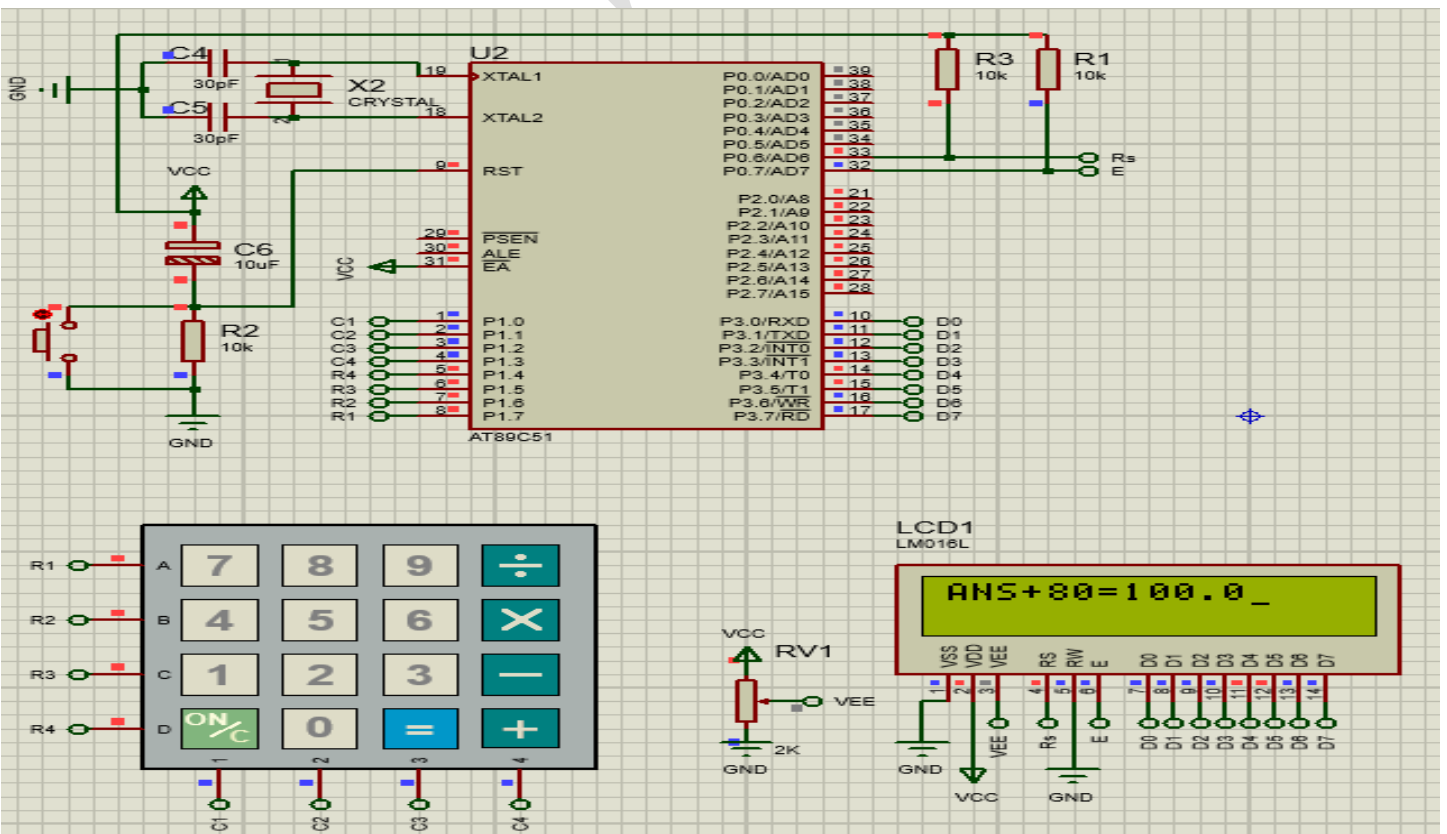 GND
C4
30pF
C5
30pF
1
2
X2
CRYSTAL
VCC
C6
10uF
R2
10k
GND
VCC
U2
19 XTAL1
18 XTAL2
9 RST
29 PSEN
30 ALE
31 EA
C1 1 P1.0
C2 2 P1.1
C3 3 P1.2
C4 4 P1.3
R4 5 P1.4
R3 6 P1.5
R2 7 P1.6
R1 8 P1.7
AT89C51
P0.0/AD0 39
P0.1/AD1 38
P0.2/AD2 37
P0.3/AD3 36
P0.4/AD4 35
P0.5/AD5 34
P0.6/AD6 33 Rs
P0.7/AD7 32 E
P2.0/A8 21
P2.1/A9 22
P2.2/A10 23
P2.3/A11 24
P2.4/A12 25
P2.5/A13 26
P2.6/A14 27
P2.7/A15 28
P3.0/RXD 10 D0
P3.1/TXD 11 D1
P3.2/INT0 12 D2
P3.3/INT1 13 D3
P3.4/T0 14 D4
P3.5/T1 15 D5
P3.6/WR 16 D6
P3.7/RD 17 D7
R3
10k
R1
10k
R1 A 7 8 9 ÷
R2 B 4 5 6 ×
R3 C 1 2 3 −
R4 D ON/C 0 = +
1 2 3 4
C1 C2 C3 C4
VCC
RV1
VEE
2K
GND
LCD1
LM016L
ANS+80=100.0_
VSS VDD VEE RS RW E D0 D1 D2 D3 D4 D5 D6 D7
1 2 3 4 5 6 7 8 9 10 11 12 13 14
VEE Rs E D0 D1 D2 D3 D4 D5 D6 D7
GND
VCC
GND